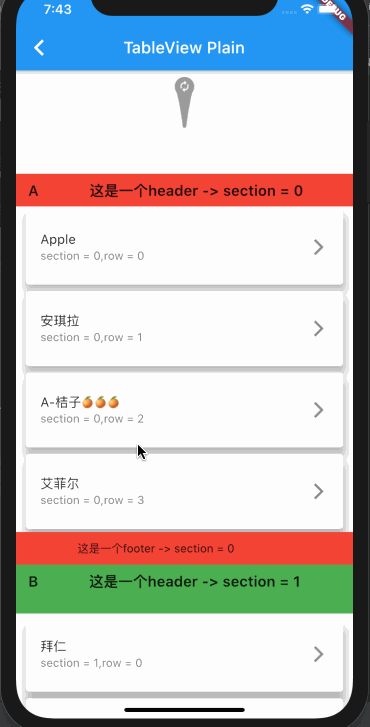 7:43
DEBUG
TableView Plain
A 这是一个header -> section = 0
Apple
section = 0,row = 0
安琪拉
section = 0,row = 1
A-桔子🍊🍊🍊
section = 0,row = 2
艾菲尔
section = 0,row = 3
这是一个footer -> section = 0
B 这是一个header -> section = 1
拜仁
section = 1,row = 0